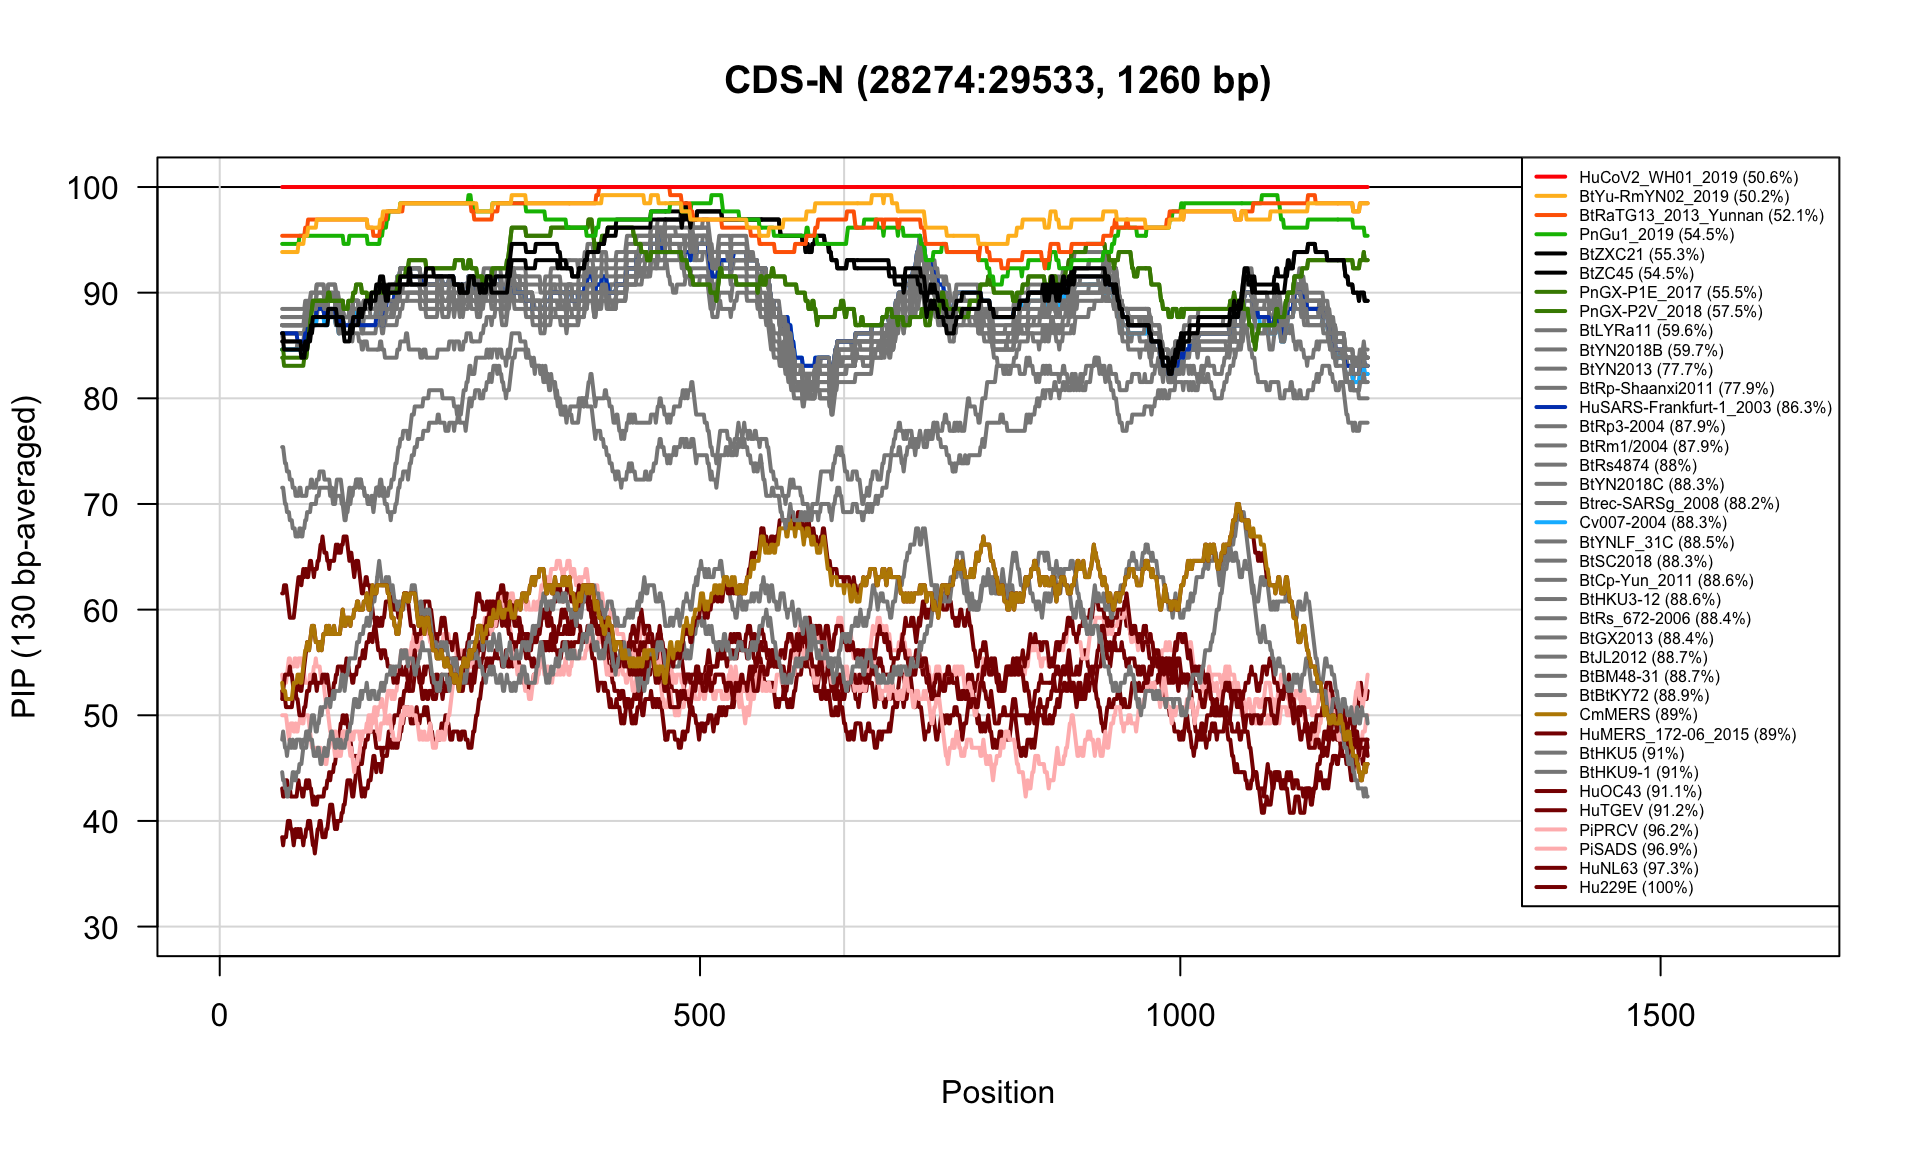 CDS-N (28274:29533, 1260 bp)
PIP (130 bp-averaged)
100
90
80
70
60
50
40
30
0
500
1000
1500
Position
HuCoV2_WH01_2019 (50.6%)
BtYu-RmYN02_2019 (50.2%)
BtRaTG13_2013_Yunnan (52.1%)
PnGu1_2019 (54.5%)
BtZXC21 (55.3%)
BtZC45 (54.5%)
PnGX-P1E_2017 (55.5%)
PnGX-P2V_2018 (57.5%)
BtLYRa11 (59.6%)
BtYN2018B (59.7%)
BtYN2013 (77.7%)
BtRp-Shaanxi2011 (77.9%)
HuSARS-Frankfurt-1_2003 (86.3%)
BtRp3-2004 (87.9%)
BtRm1/2004 (87.9%)
BtRs4874 (88%)
BtYN2018C (88.3%)
Btrec-SARSg_2008 (88.2%)
Cv007-2004 (88.3%)
BtYNLF_31C (88.5%)
BtSC2018 (88.3%)
BtCp-Yun_2011 (88.6%)
BtHKU3-12 (88.6%)
BtRs_672-2006 (88.4%)
BtGX2013 (88.4%)
BtJL2012 (88.7%)
BtBM48-31 (88.7%)
BtBtKY72 (88.9%)
CmMERS (89%)
HuMERS_172-06_2015 (89%)
BtHKU5 (91%)
BtHKU9-1 (91%)
HuOC43 (91.1%)
HuTGEV (91.2%)
PiPRCV (96.2%)
PiSADS (96.9%)
HuNL63 (97.3%)
Hu229E (100%)